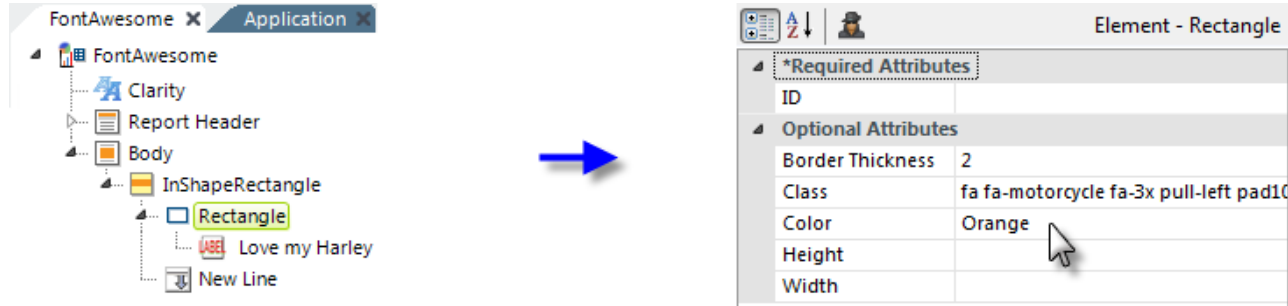 FontAwesome
Application
FontAwesome
Clarity
Report Header
Body
InShapeRectangle
Rectangle
LABEL Love my Harley
New Line
A Z
Element - Rectangle
*Required Attributes
ID
Optional Attributes
Border Thickness 2
Class fa fa-motorcycle fa-3x pull-left pad10
Color Orange
Height
Width